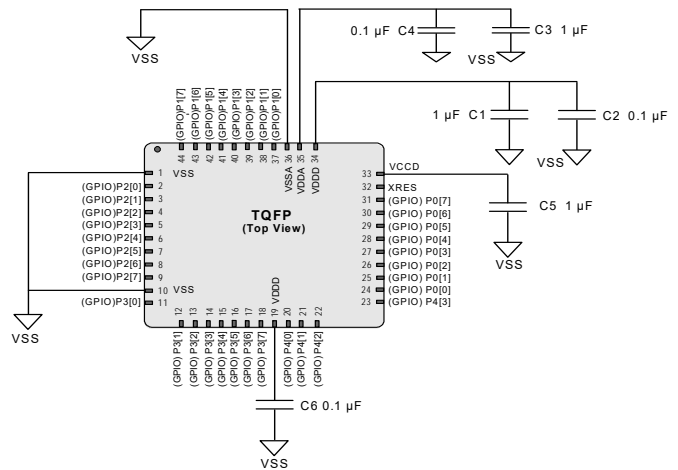 0.1 µF C4
C3 1 µF
VSS
VSS
1 µF C1
C2 0.1 µF
VSS
(GPIO)P1[7]
(GPIO)P1[6]
(GPIO)P1[5]
(GPIO)P1[4]
(GPIO)P1[3]
(GPIO)P1[2]
(GPIO)P1[1]
(GPIO)P1[0]
44
43
42
41
40
39
38
37
36
35
34
VSSA
VDDA
VDDD
1 VSS
(GPIO)P2[0] 2
(GPIO)P2[1] 3
(GPIO)P2[2] 4
(GPIO)P2[3] 5
(GPIO)P2[4] 6
(GPIO)P2[5] 7
(GPIO)P2[6] 8
(GPIO)P2[7] 9
10 VSS
(GPIO)P3[0] 11
VSS
TQFP
(Top View)
33 VCCD
32 XRES
31 (GPIO) P0[7]
30 (GPIO) P0[6]
29 (GPIO) P0[5]
28 (GPIO) P0[4]
27 (GPIO) P0[3]
26 (GPIO) P0[2]
25 (GPIO) P0[1]
24 (GPIO) P0[0]
23 (GPIO) P4[3]
C5 1 µF
VSS
VDDD
12
13
14
15
16
17
18
19
20
21
22
(GPIO) P3[1]
(GPIO) P3[2]
(GPIO) P3[3]
(GPIO) P3[4]
(GPIO) P3[5]
(GPIO) P3[6]
(GPIO) P3[7]
(GPIO) P4[0]
(GPIO) P4[1]
(GPIO) P4[2]
C6 0.1 µF
VSS